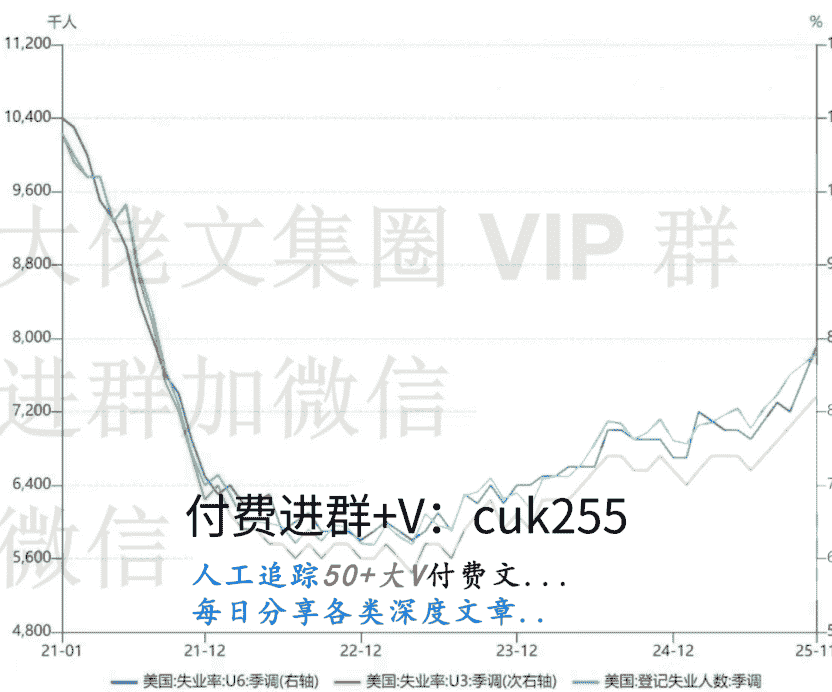 千人
%
11,200
10,400
9,600
8,800
8,000
7,200
6,400
5,600
4,800
大佬文集圈 VIP 群
进群加微信
微信
付费进群+V：cuk255
人工追踪50+大V付费文...
每日分享各类深度文章..
21-01
21-12
22-12
23-12
24-12
25-11
美国:失业率:U6:季调(右轴)
美国:失业率:U3:季调(次右轴)
美国:登记失业人数:季调